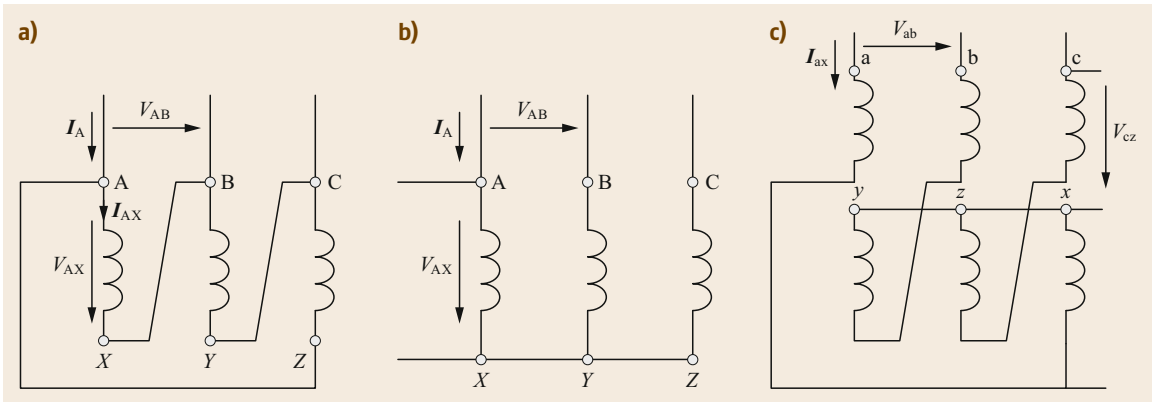 a)
I_A
V_AB
A
B
C
I_AX
V_AX
X
Y
Z
b)
I_A
V_AB
A
B
C
V_AX
X
Y
Z
c)
I_ax
V_ab
a
b
c
V_cz
y
z
x